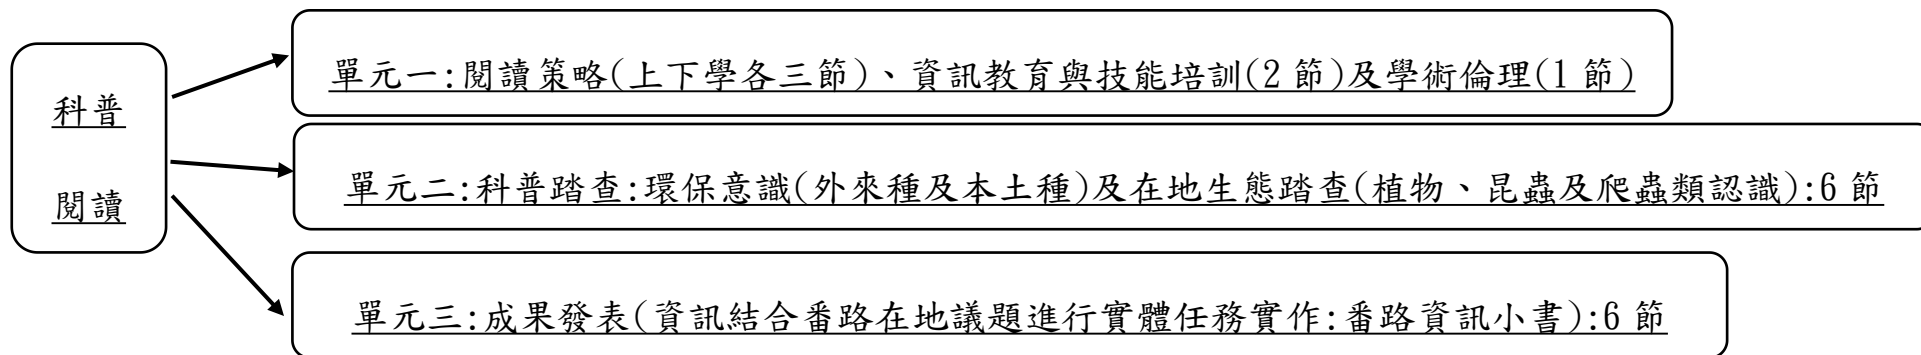 科普
閱讀
單元一:閱讀策略(上下學各三節)、資訊教育與技能培訓(2 節)及學術倫理(1 節)
單元二:科普踏查:環保意識(外來種及本土種)及在地生態踏查(植物、昆蟲及爬蟲類認識):6 節
單元三:成果發表(資訊結合番路在地議題進行實體任務實作:番路資訊小書):6 節